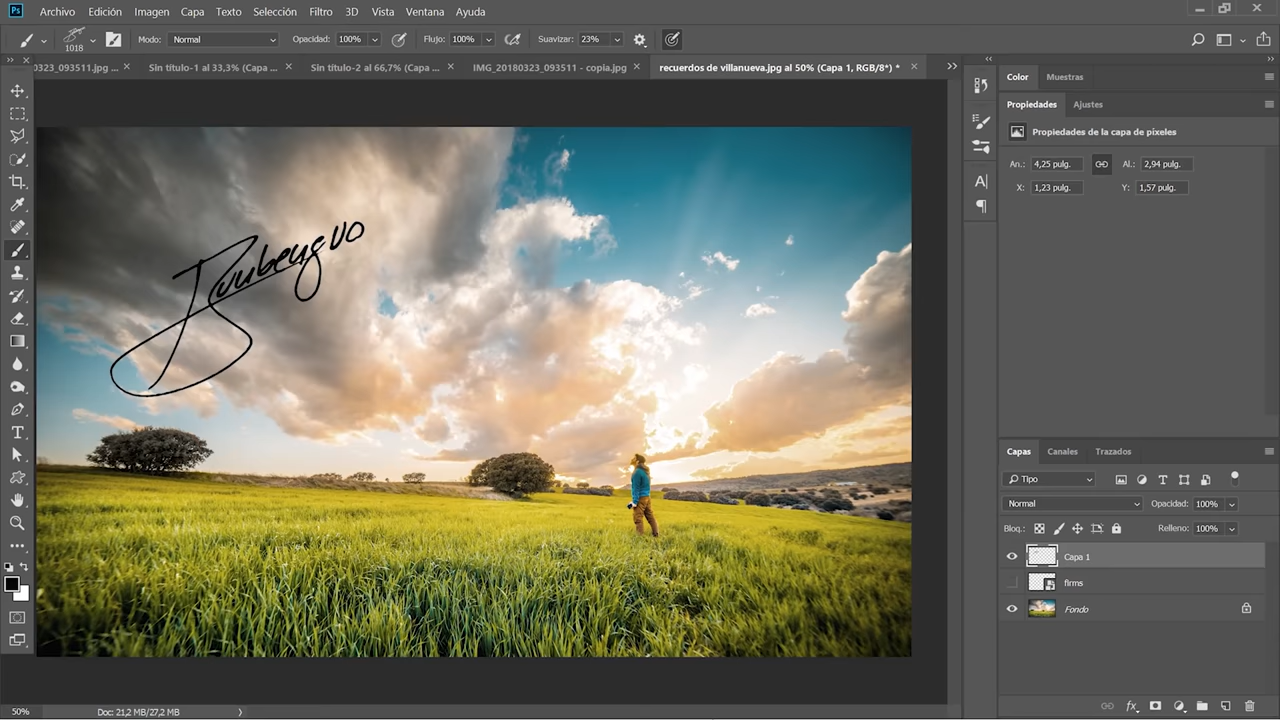 Ps Archivo Edición Imagen Capa Texto Selección Filtro 3D Vista Ventana Ayuda
1018 Modo: Normal Opacidad: 100% Flujo: 100% Suavizar: 23%
0323_093511.jpg ... × Sin título-1 al 33,3% (Capa ... × Sin título-2 al 66,7% (Capa ... × IMG_20180323_093511 - copia.jpg × recuerdos de villanueva.jpg al 50% (Capa 1, RGB/8*) * ×
Color Muestras
Propiedades Ajustes
Propiedades de la capa de píxeles
An.: 4,25 pulg. Al.: 2,94 pulg.
X: 1,23 pulg. Y: 1,57 pulg.
Capas Canales Trazados
Tipo
Normal Opacidad: 100%
Bloq.: Relleno: 100%
Capa 1
firms
Fondo
50% Doc: 21,2 MB/27,2 MB